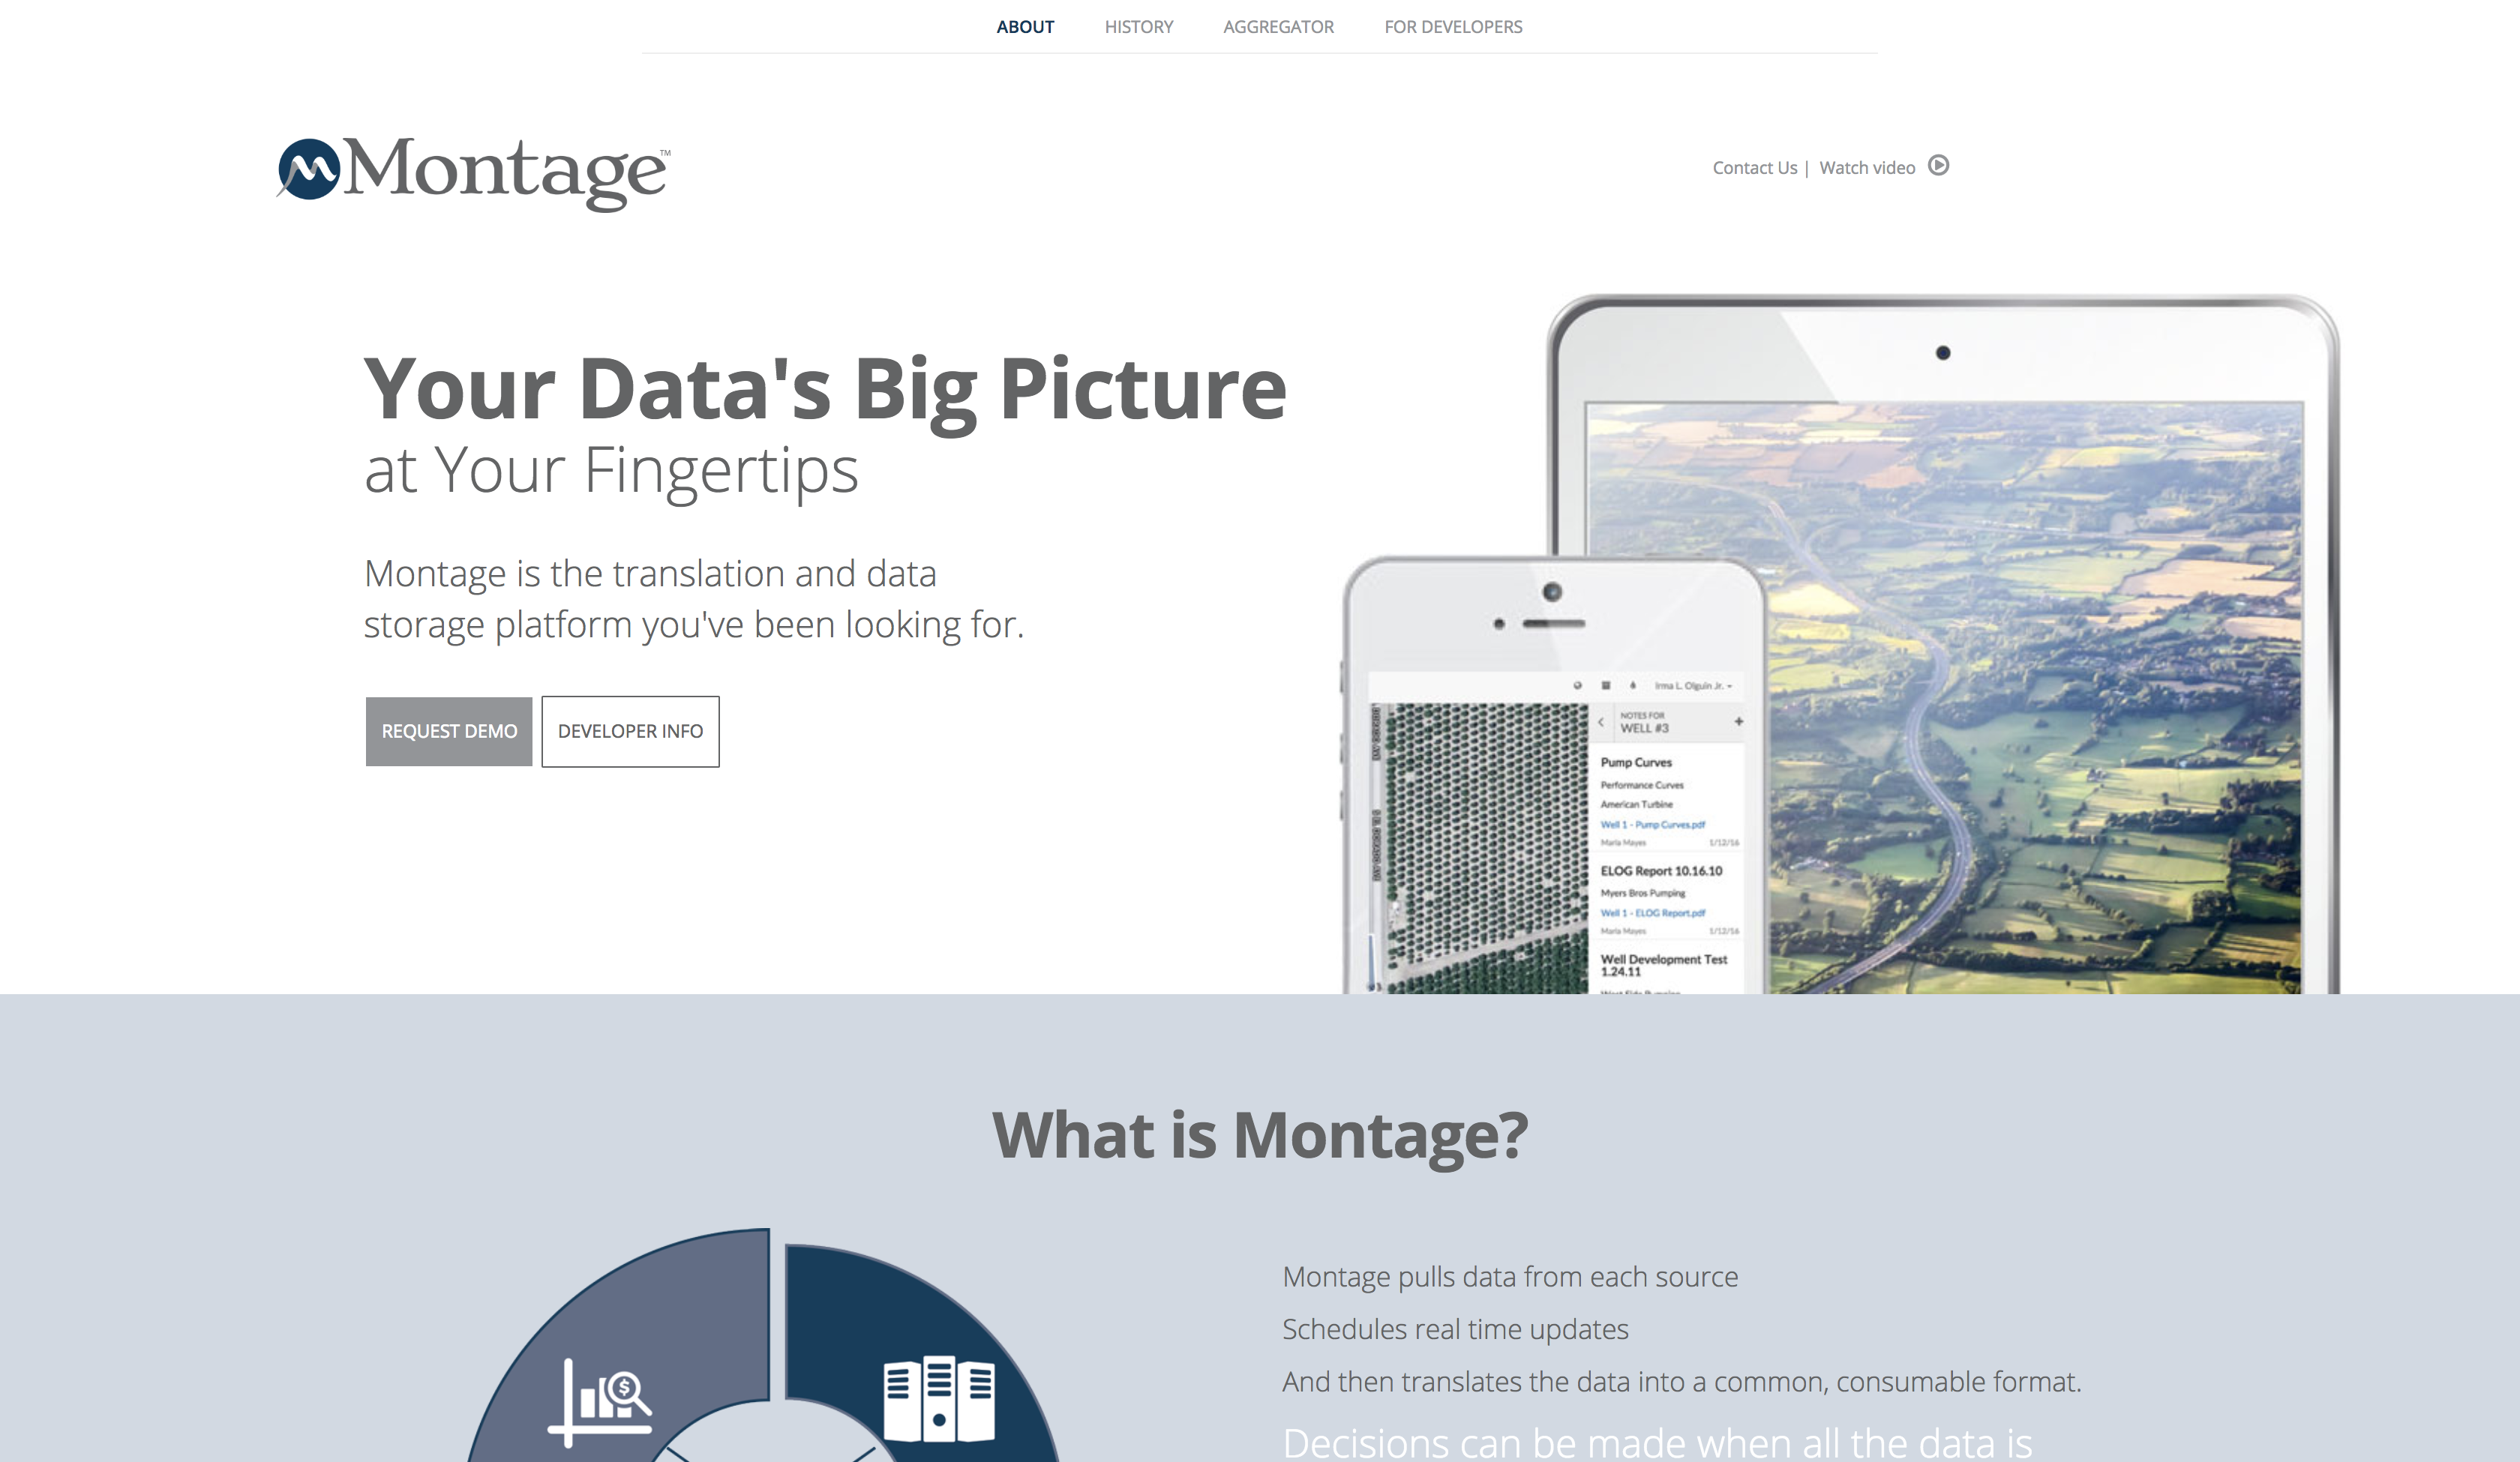 ABOUT HISTORY AGGREGATOR FOR DEVELOPERS
Montage™
Contact Us | Watch video
Your Data's Big Picture
at Your Fingertips
Montage is the translation and data
storage platform you've been looking for.
REQUEST DEMO DEVELOPER INFO
Irma L. Olguin Jr.
NOTES FOR
WELL #3
Pump Curves
Performance Curves
American Turbine
Well 1 - Pump Curves.pdf
Maria Mayes 1/12/16
ELOG Report 10.16.10
Myers Bros Pumping
Well 1 - ELOG Report.pdf
Maria Mayes 1/12/16
Well Development Test
1.24.11
What is Montage?
Montage pulls data from each source
Schedules real time updates
And then translates the data into a common, consumable format.
Decisions can be made when all the data is